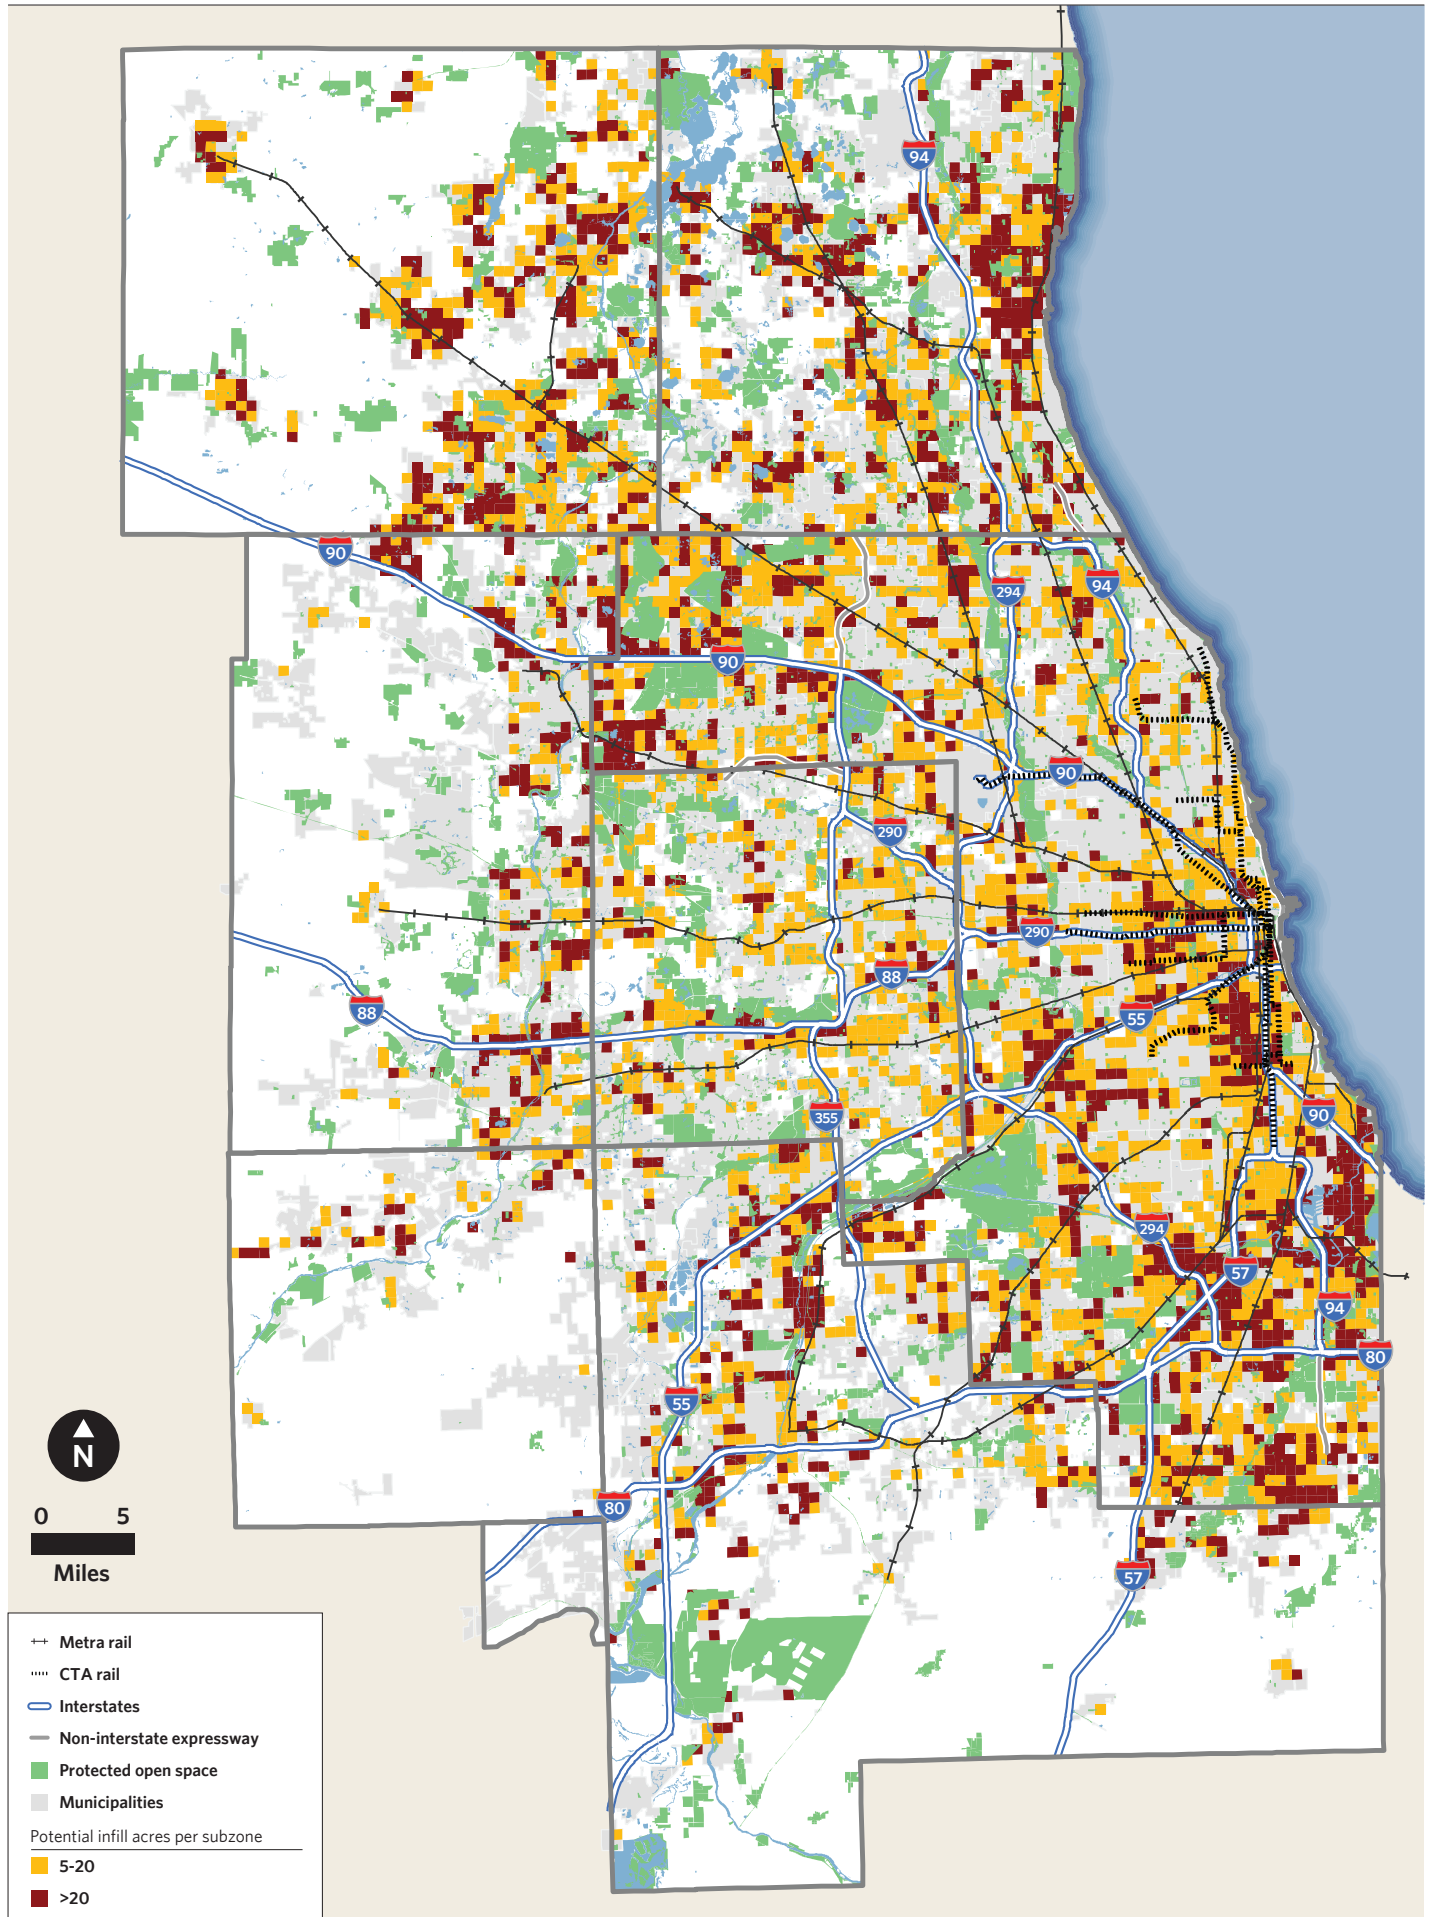 94
90
294
94
90
90
290
290
88
88
55
355
90
294
57
94
80
55
80
57
N
0 5
Miles
Metra rail
CTA rail
Interstates
Non-interstate expressway
Protected open space
Municipalities
Potential infill acres per subzone
5-20
>20